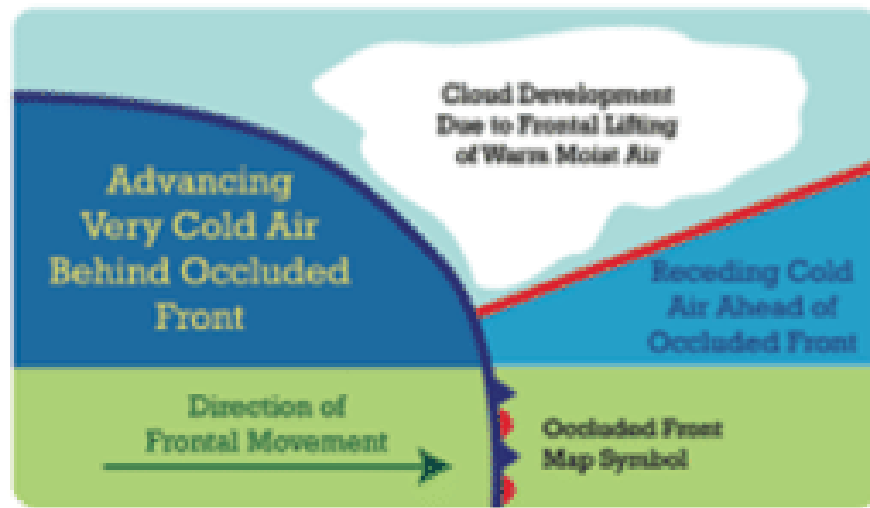 Cloud Development
Due to Frontal Lifting
of Warra Moist Air
Advancing
Very Cold Air
Behind Occluded
Front
Receding Cold
Air Ahead of
Occluded Front
Direction of
Frontal Movement
Occluded Front
Map Symbol